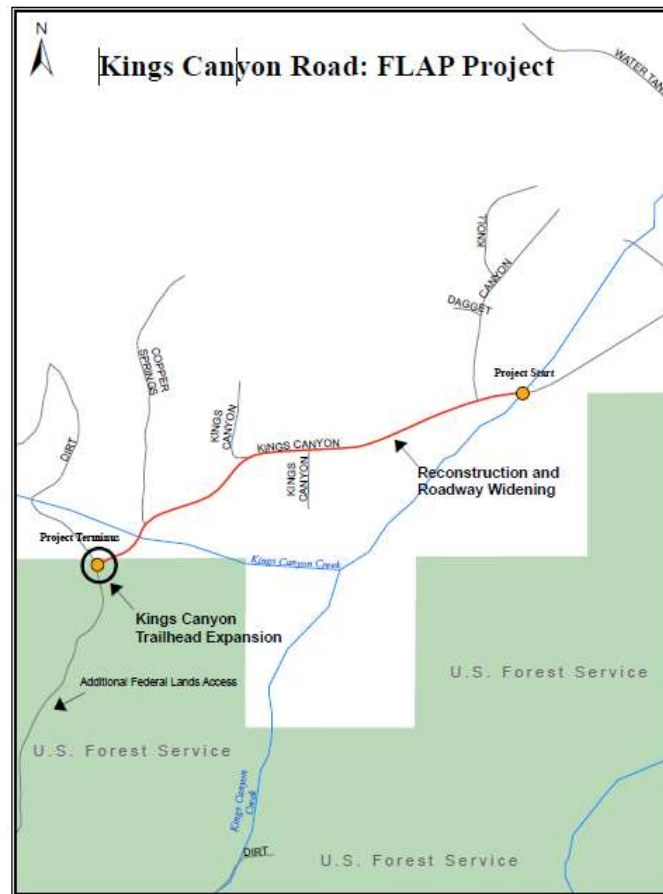 N
Kings Canyon Road: FLAP Project
WATER TANK
KNOLL
CANYON
DAGGET
COPPER
SPRINGS
Project Start
KINGS
CANYON
DIRT
KINGS CANYON
KINGS
CANYON
Reconstruction and
Roadway Widening
Project Terminus
Kings Canyon Creek
Kings Canyon
Trailhead Expansion
Additional Federal Lands Access
U.S. Forest Service
U.S. Forest Service
Kings Canyon
Creek
DIRT
U.S. Forest Service